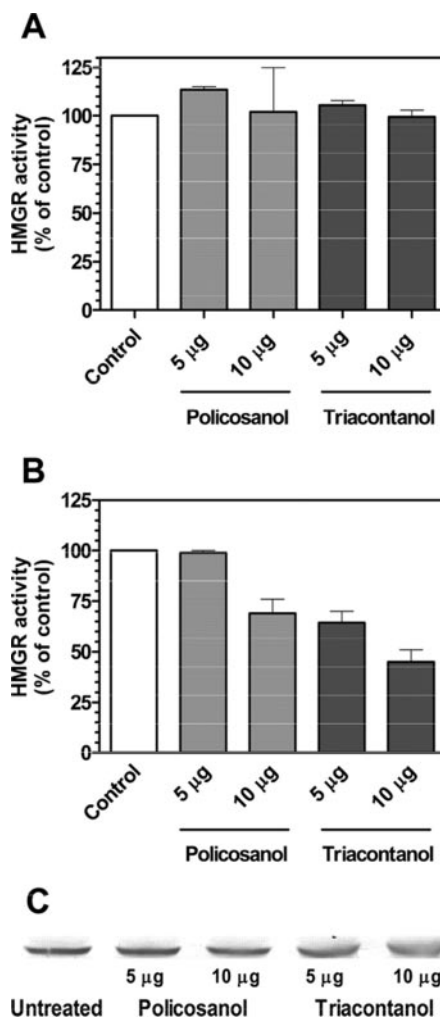 A
HMGR activity
(% of control)
125
100
75
50
25
0
Control
5 µg
10 µg
5 µg
10 µg
Policosanol
Triacontanol
B
HMGR activity
(% of control)
125
100
75
50
25
0
Control
5 µg
10 µg
5 µg
10 µg
Policosanol
Triacontanol
C
5 µg 10 µg 5 µg 10 µg
Untreated Policosanol Triacontanol